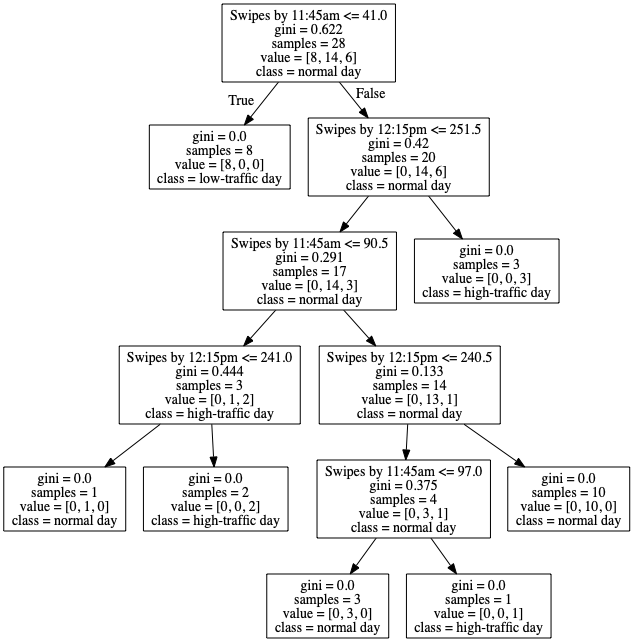 Swipes by 11:45am <= 41.0
gini = 0.622
samples = 28
value = [8, 14, 6]
class = normal day
True
False
gini = 0.0
samples = 8
value = [8, 0, 0]
class = low-traffic day
Swipes by 12:15pm <= 251.5
gini = 0.42
samples = 20
value = [0, 14, 6]
class = normal day
Swipes by 11:45am <= 90.5
gini = 0.291
samples = 17
value = [0, 14, 3]
class = normal day
gini = 0.0
samples = 3
value = [0, 0, 3]
class = high-traffic day
Swipes by 12:15pm <= 241.0
gini = 0.444
samples = 3
value = [0, 1, 2]
class = high-traffic day
Swipes by 12:15pm <= 240.5
gini = 0.133
samples = 14
value = [0, 13, 1]
class = normal day
gini = 0.0
samples = 1
value = [0, 1, 0]
class = normal day
gini = 0.0
samples = 2
value = [0, 0, 2]
class = high-traffic day
Swipes by 11:45am <= 97.0
gini = 0.375
samples = 4
value = [0, 3, 1]
class = normal day
gini = 0.0
samples = 10
value = [0, 10, 0]
class = normal day
gini = 0.0
samples = 3
value = [0, 3, 0]
class = normal day
gini = 0.0
samples = 1
value = [0, 0, 1]
class = high-traffic day